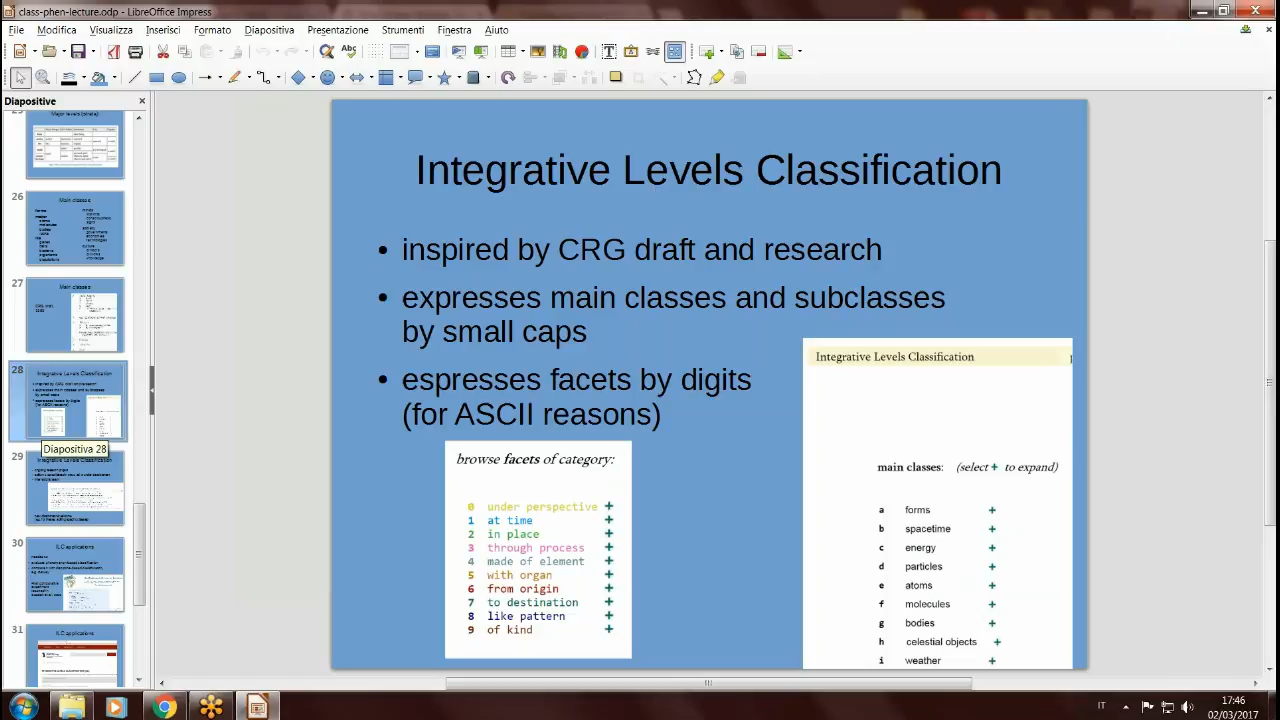 class-phen-lecture.odp - LibreOffice Impress
File Modifica Visualizza Inserisci Formato Diapositiva Presentazione Strumenti Finestra Aiuto
Diapositive
Major levels (strata)
26
Main classes
27
Main classes
28
Integrative Levels Classification
Diapositiva 28
29
Integrative Levels Classification
30
ILC applications
31
ILC applications
Integrative Levels Classification
• inspired by CRG draft and research
• expresses main classes and subclasses
by small caps
• espresses facets by digits
(for ASCII reasons)
browse facets of category:
0 under perspective +
1 at time +
2 in place +
3 through process +
4 made of element +
5 with organ +
6 from origin +
7 to destination +
8 like pattern +
9 of kind +
Integrative Levels Classification
main classes: (select + to expand)
a forms +
b spacetime +
c energy +
d particles +
e atoms +
f molecules +
g bodies +
h celestial objects +
i weather +
IT
17:46
02/03/2017